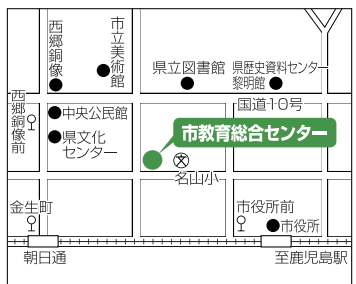 西郷銅像
市立美術館
県立図書館
県歴史資料センター
黎明館
西郷銅像前
中央公民館
国道10号
県文化
センター
市教育総合センター
文
名山小
金生町
市役所前
市役所
朝日通
至鹿児島駅